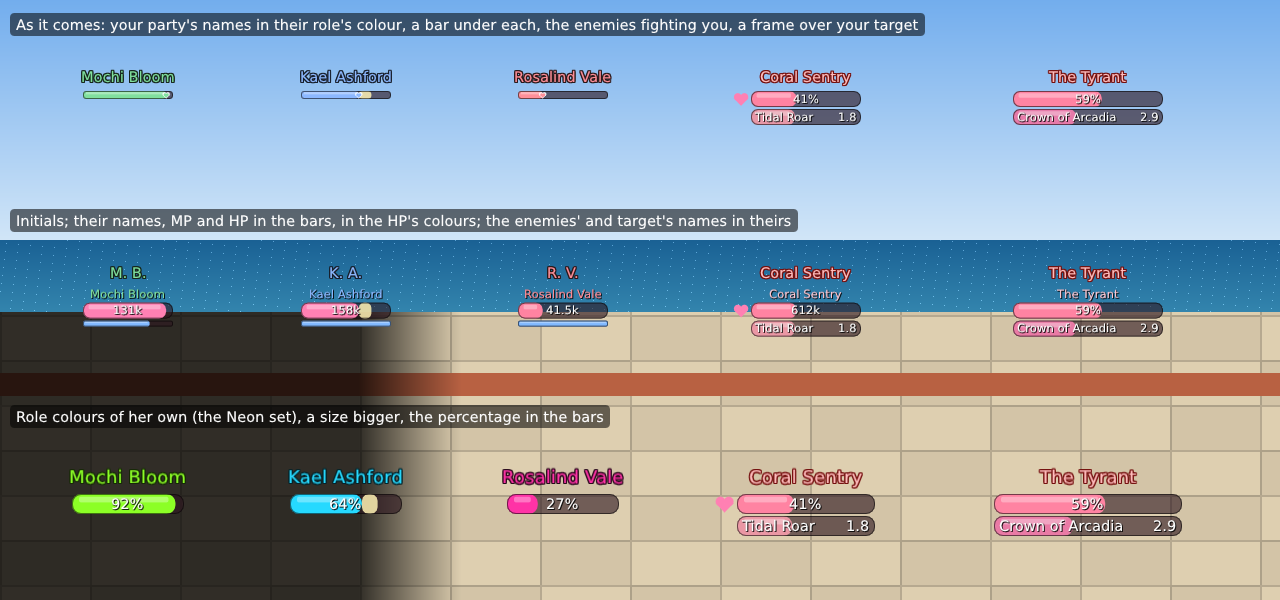 As it comes: your party's names in their role's colour, a bar under each, the enemies fighting you, a frame over your target
Mochi Bloom Kael Ashford Rosalind Vale Coral Sentry The Tyrant
41% 59%
Tidal Roar 1.8 Crown of Arcadia 2.9
Initials; their names, MP and HP in the bars, in the HP's colours; the enemies' and target's names in theirs
M. B. K. A. R. V. Coral Sentry The Tyrant
Mochi Bloom Kael Ashford Rosalind Vale Coral Sentry The Tyrant
131k 158k 41.5k 612k 59%
Tidal Roar 1.8 Crown of Arcadia 2.9
Role colours of her own (the Neon set), a size bigger, the percentage in the bars
Mochi Bloom Kael Ashford Rosalind Vale Coral Sentry The Tyrant
92% 64% 27% 41% 59%
Tidal Roar 1.8 Crown of Arcadia 2.9